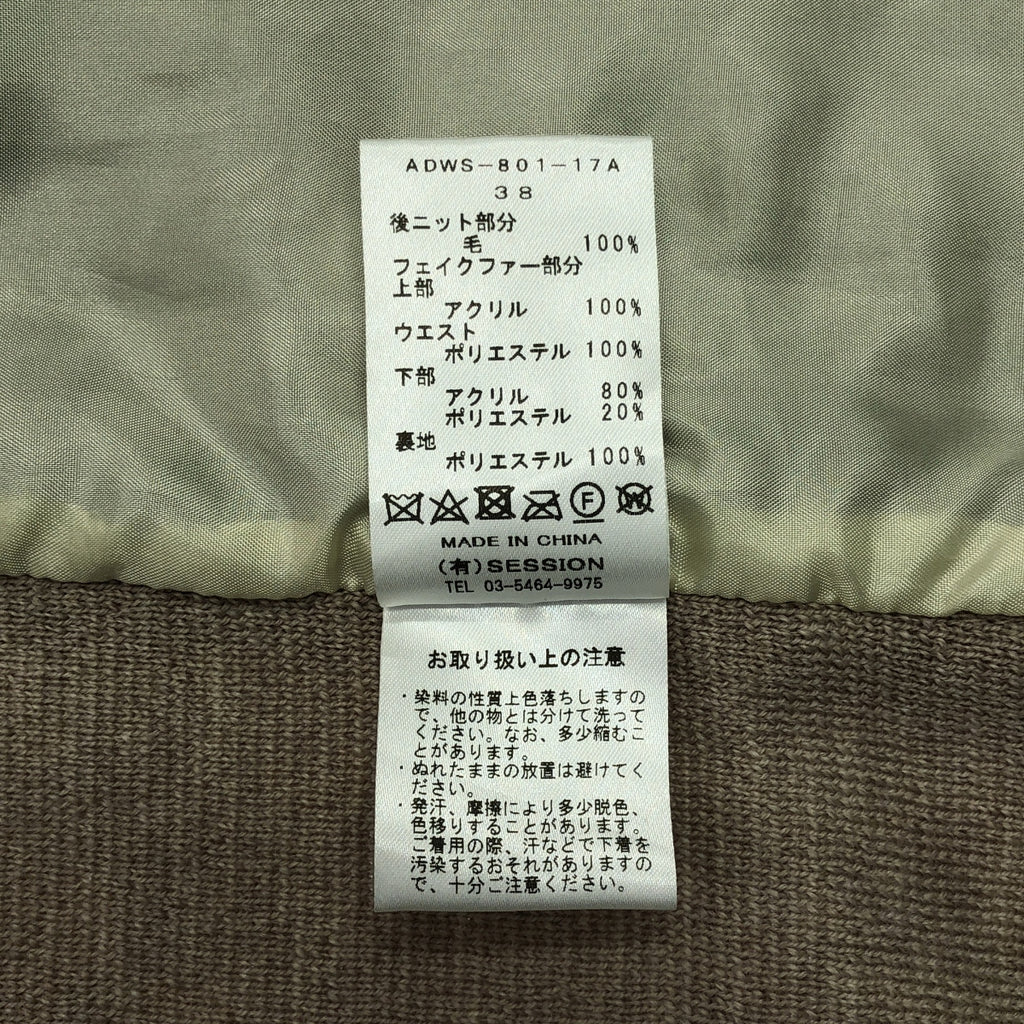 ADWS-801-17A
38
後ニット部分
毛 100%
フェイクファー部分
上部
アクリル 100%
ウエスト
ポリエステル 100%
下部
アクリル 80%
ポリエステル 20%
裏地
ポリエステル 100%
F W
MADE IN CHINA
(有)SESSION
TEL 03-5464-9975
お取り扱い上の注意
・染料の性質上色落ちしますの
で、他の物とは分けて洗って
ください。なお、多少縮むこ
とがあります。
・ぬれたままの放置は避けてく
ださい。
・発汗、摩擦により多少脱色、
色移りすることがあります。
ご着用の際、汗などで下着を
汚染するおそれがありますの
で、十分ご注意ください。